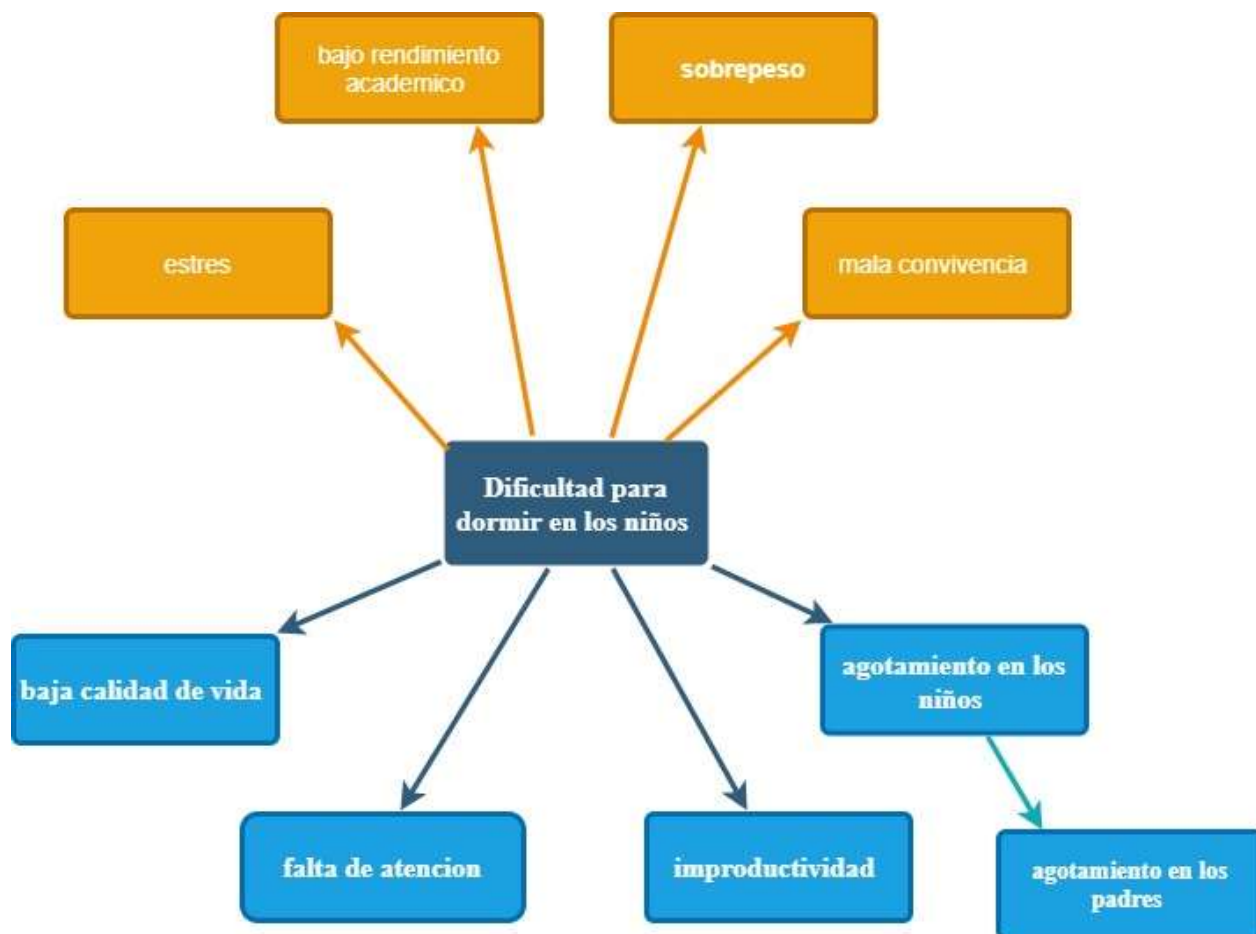 bajo rendimiento
academico
sobrepeso
estres
mala convivencia
Dificultad para
dormir en los niños
baja calidad de vida
agotamiento en los
niños
falta de atencion
improductividad
agotamiento en los
padres